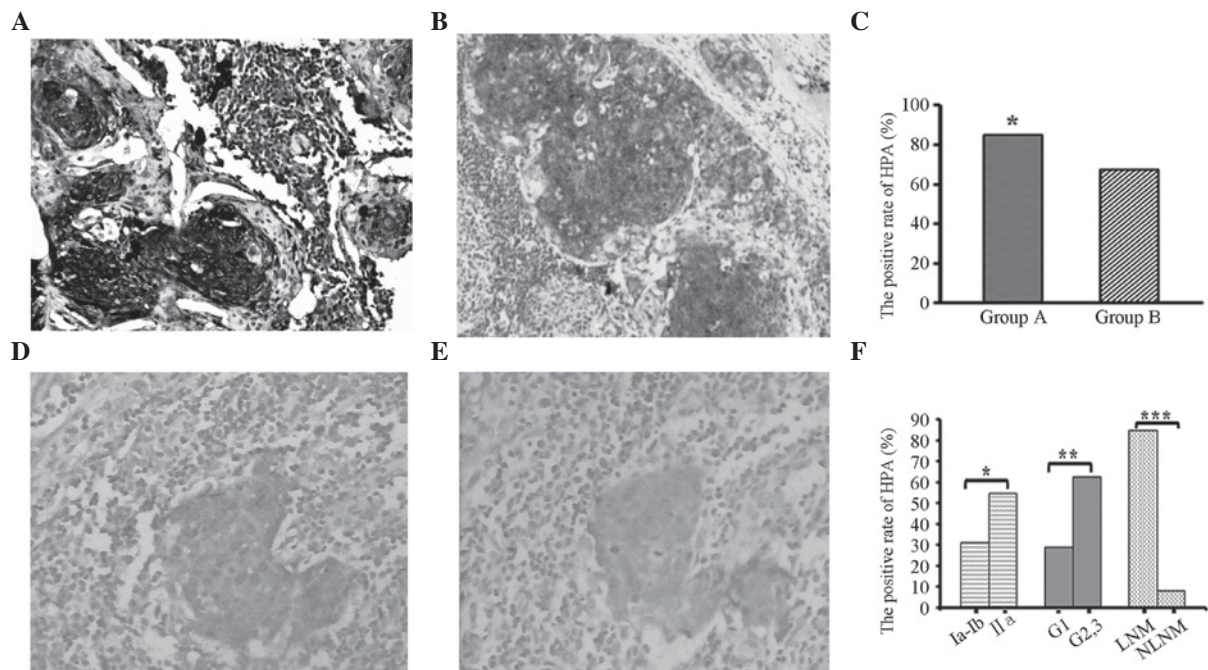 A
B
C
The positive rate of HPA (%)
100
80
60
40
20
0
*
Group A
Group B
D
E
F
The positive rate of HPA (%)
90
80
70
60
50
40
30
20
10
0
*
**
***
Ia-Ib
IIa
G1
G2,3
LNM
NLNM